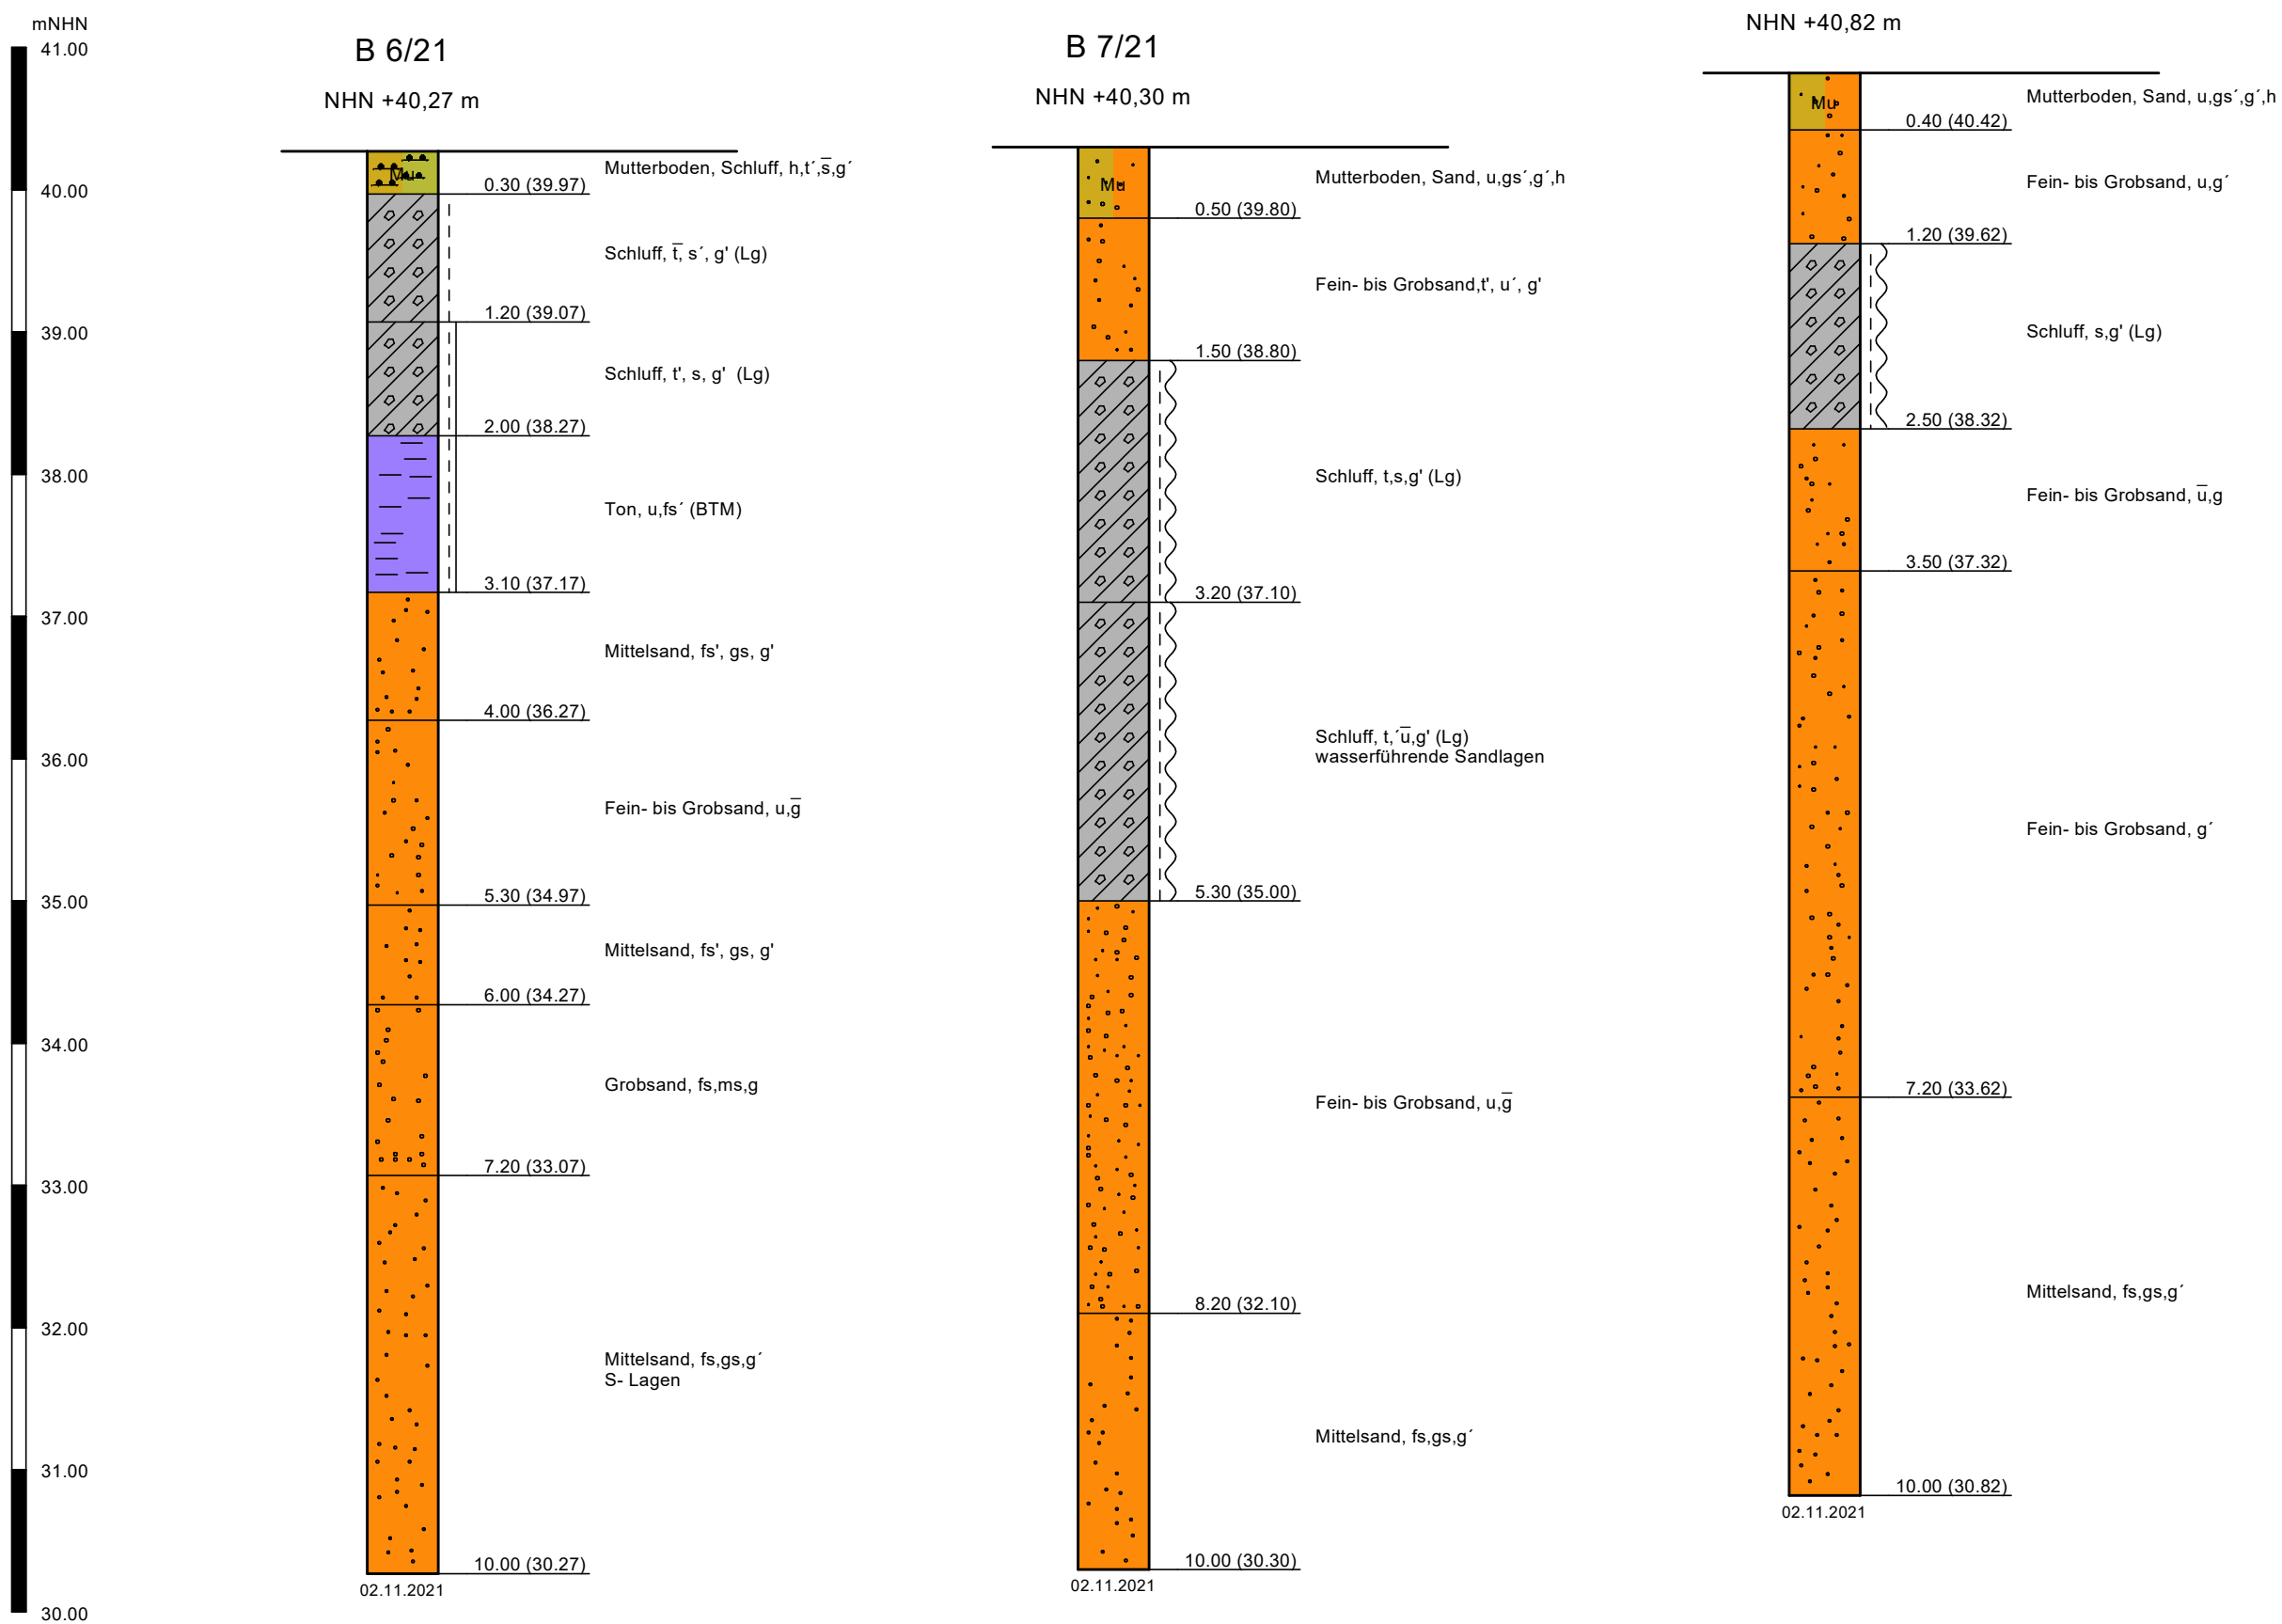 mNHN
41.00
40.00
39.00
38.00
37.00
36.00
35.00
34.00
33.00
32.00
31.00
30.00
B 6/21
NHN +40,27 m
Mu
Mutterboden, Schluff, h,t´,s̅,g´
0.30 (39.97)
Schluff, t̅, s´, g' (Lg)
1.20 (39.07)
Schluff, t', s, g' (Lg)
2.00 (38.27)
Ton, u,fs´ (BTM)
3.10 (37.17)
Mittelsand, fs', gs, g'
4.00 (36.27)
Fein- bis Grobsand, u,g̅
5.30 (34.97)
Mittelsand, fs', gs, g'
6.00 (34.27)
Grobsand, fs,ms,g
7.20 (33.07)
Mittelsand, fs,gs,g´
S- Lagen
10.00 (30.27)
02.11.2021
B 7/21
NHN +40,30 m
Mu
Mutterboden, Sand, u,gs´,g´,h
0.50 (39.80)
Fein- bis Grobsand,t', u´, g'
1.50 (38.80)
Schluff, t,s,g' (Lg)
3.20 (37.10)
Schluff, t,´u̅,g' (Lg)
wasserführende Sandlagen
5.30 (35.00)
Fein- bis Grobsand, u,g̅
8.20 (32.10)
Mittelsand, fs,gs,g´
10.00 (30.30)
02.11.2021
NHN +40,82 m
Mu
Mutterboden, Sand, u,gs´,g´,h
0.40 (40.42)
Fein- bis Grobsand, u,g´
1.20 (39.62)
Schluff, s,g' (Lg)
2.50 (38.32)
Fein- bis Grobsand, u̅,g
3.50 (37.32)
Fein- bis Grobsand, g´
7.20 (33.62)
Mittelsand, fs,gs,g´
10.00 (30.82)
02.11.2021